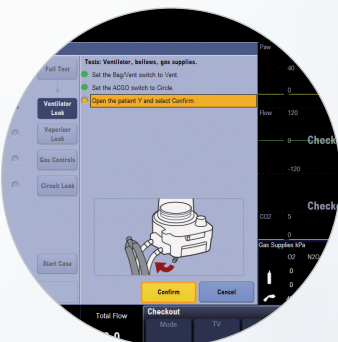 Paw
Full Test
Tests: Ventilator, bellows, gas supplies.
Set the Bag/Vent switch to Vent.
40
Set the ACGO switch to Circle
0
Ventilator
Leak
Open the patient Y and select Confirm.
Flow
120
Vaporizer
Leak
0
Check
Gas Controls
-120
Circuit Leak
Check
CO2
5
0
Gas Supplies kPa
O2
N2O
Start Case
0
0
Confirm
Cancel
Total Flow
Checkout
Mode
TV